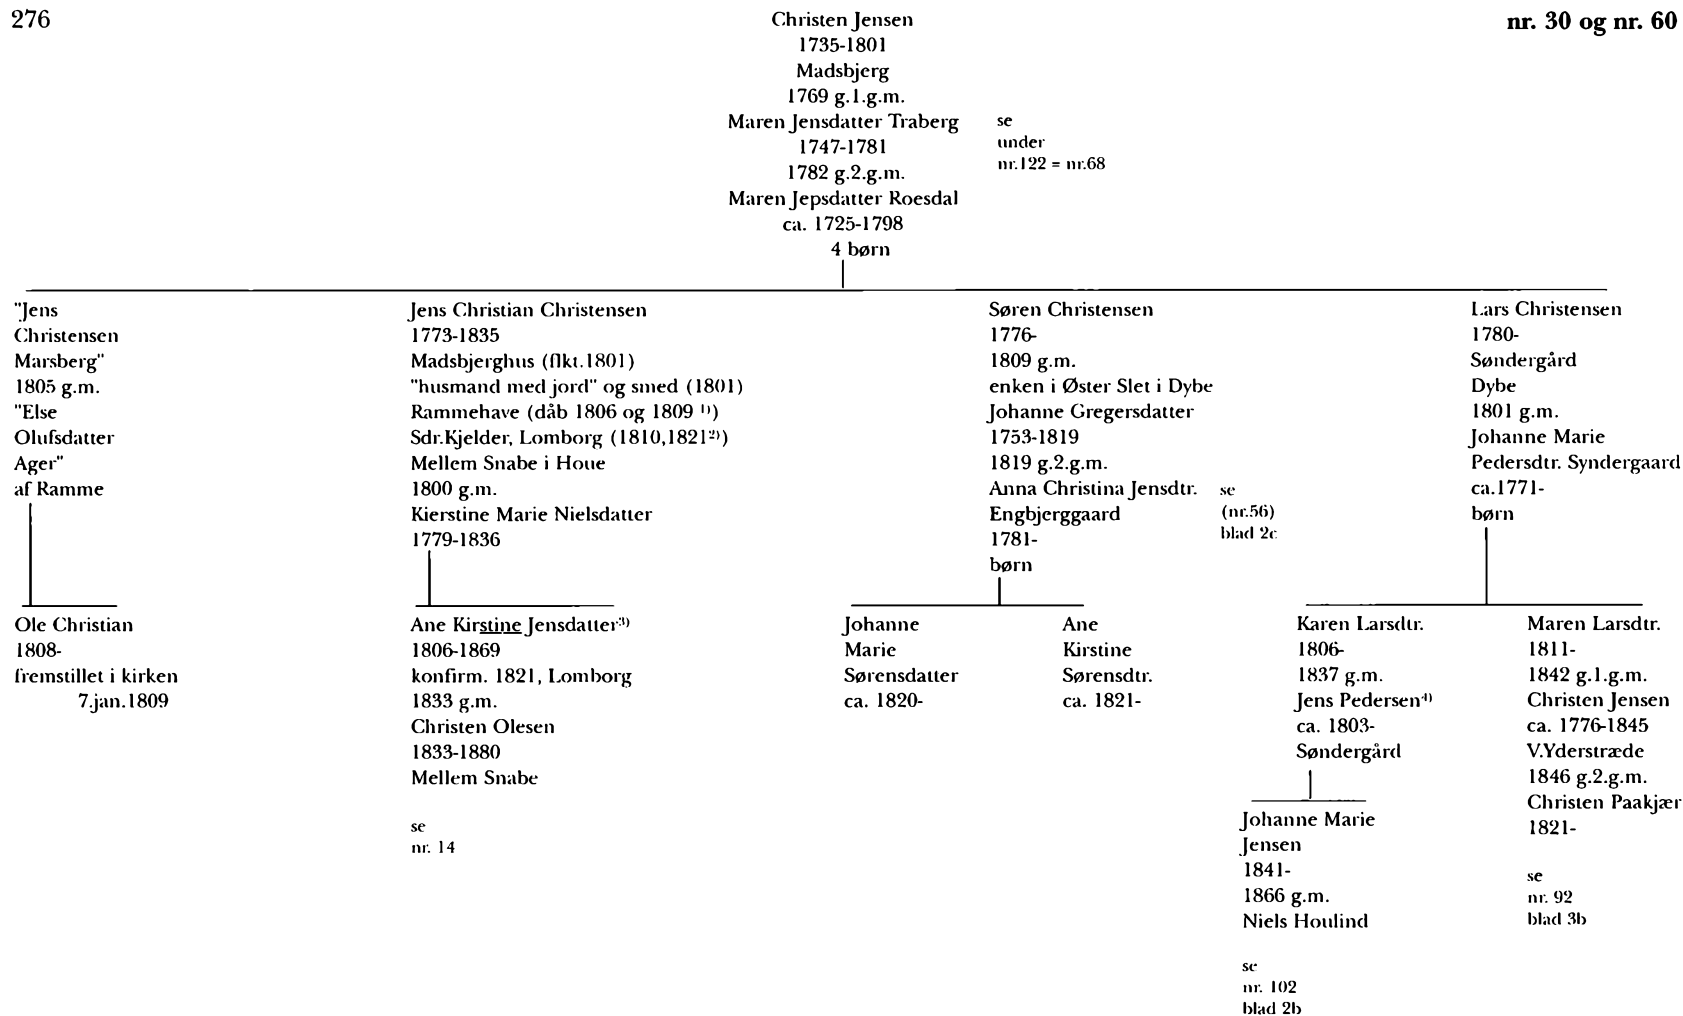 276
nr. 30 og nr. 60
Christen Jensen
1735-1801
Madsbjerg
1769 g.1.g.m.
Maren Jensdatter Traberg
1747-1781
1782 g.2.g.m.
Maren Jepsdatter Roesdal
ca. 1725-1798
4 børn
se
under
nr.122 = nr.68
"Jens
Christensen
Marsberg"
1805 g.m.
"Else
Olufsdatter
Ager"
af Ramme
Ole Christian
1808-
fremstillet i kirken
7.jan.1809
Jens Christian Christensen
1773-1835
Madsbjerghus (flkt.1801)
"husmand med jord" og smed (1801)
Rammehave (dåb 1806 og 1809 ¹⁾)
Sdr.Kjelder, Lomborg (1810,1821²⁾)
Mellem Snabe i Houe
1800 g.m.
Kierstine Marie Nielsdatter
1779-1836
Ane Kirstine Jensdatter³⁾
1806-1869
konfirm. 1821, Lomborg
1833 g.m.
Christen Olesen
1833-1880
Mellem Snabe
se
nr. 14
Søren Christensen
1776-
1809 g.m.
enken i Øster Slet i Dybe
Johanne Gregersdatter
1753-1819
1819 g.2.g.m.
Anna Christina Jensdtr.
Engbjerggaard
1781-
børn
se
(nr.56)
blad 2c
Johanne
Marie
Sørensdatter
ca. 1820-
Ane
Kirstine
Sørensdtr.
ca. 1821-
Lars Christensen
1780-
Søndergård
Dybe
1801 g.m.
Johanne Marie
Pedersdtr. Syndergaard
ca.1771-
børn
Karen Larsdtr.
1806-
1837 g.m.
Jens Pedersen⁴⁾
ca. 1803-
Søndergård
Johanne Marie
Jensen
1841-
1866 g.m.
Niels Houlind
se
nr. 102
blad 2b
Maren Larsdtr.
1811-
1842 g.1.g.m.
Christen Jensen
ca. 1776-1845
V.Yderstræde
1846 g.2.g.m.
Christen Paakjær
1821-
se
nr. 92
blad 3b